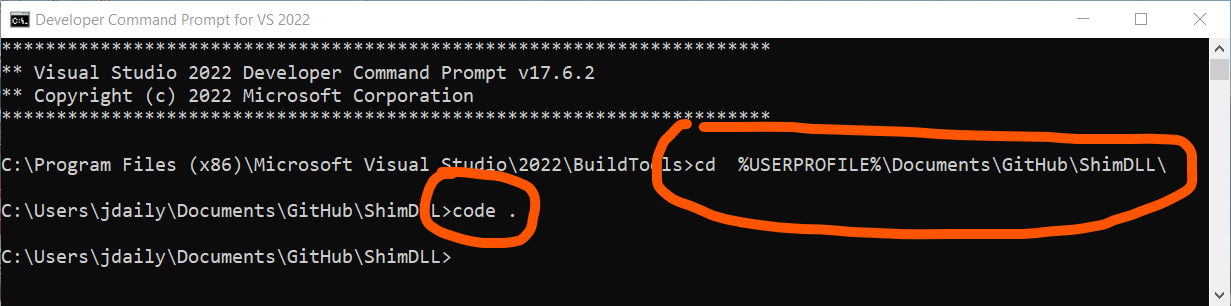 Developer Command Prompt for VS 2022
**********************************************************************
** Visual Studio 2022 Developer Command Prompt v17.6.2
** Copyright (c) 2022 Microsoft Corporation
**********************************************************************
C:\Program Files (x86)\Microsoft Visual Studio\2022\BuildTools>cd  %USERPROFILE%\Documents\GitHub\ShimDLL\
C:\Users\jdaily\Documents\GitHub\ShimDLL>code .
C:\Users\jdaily\Documents\GitHub\ShimDLL>